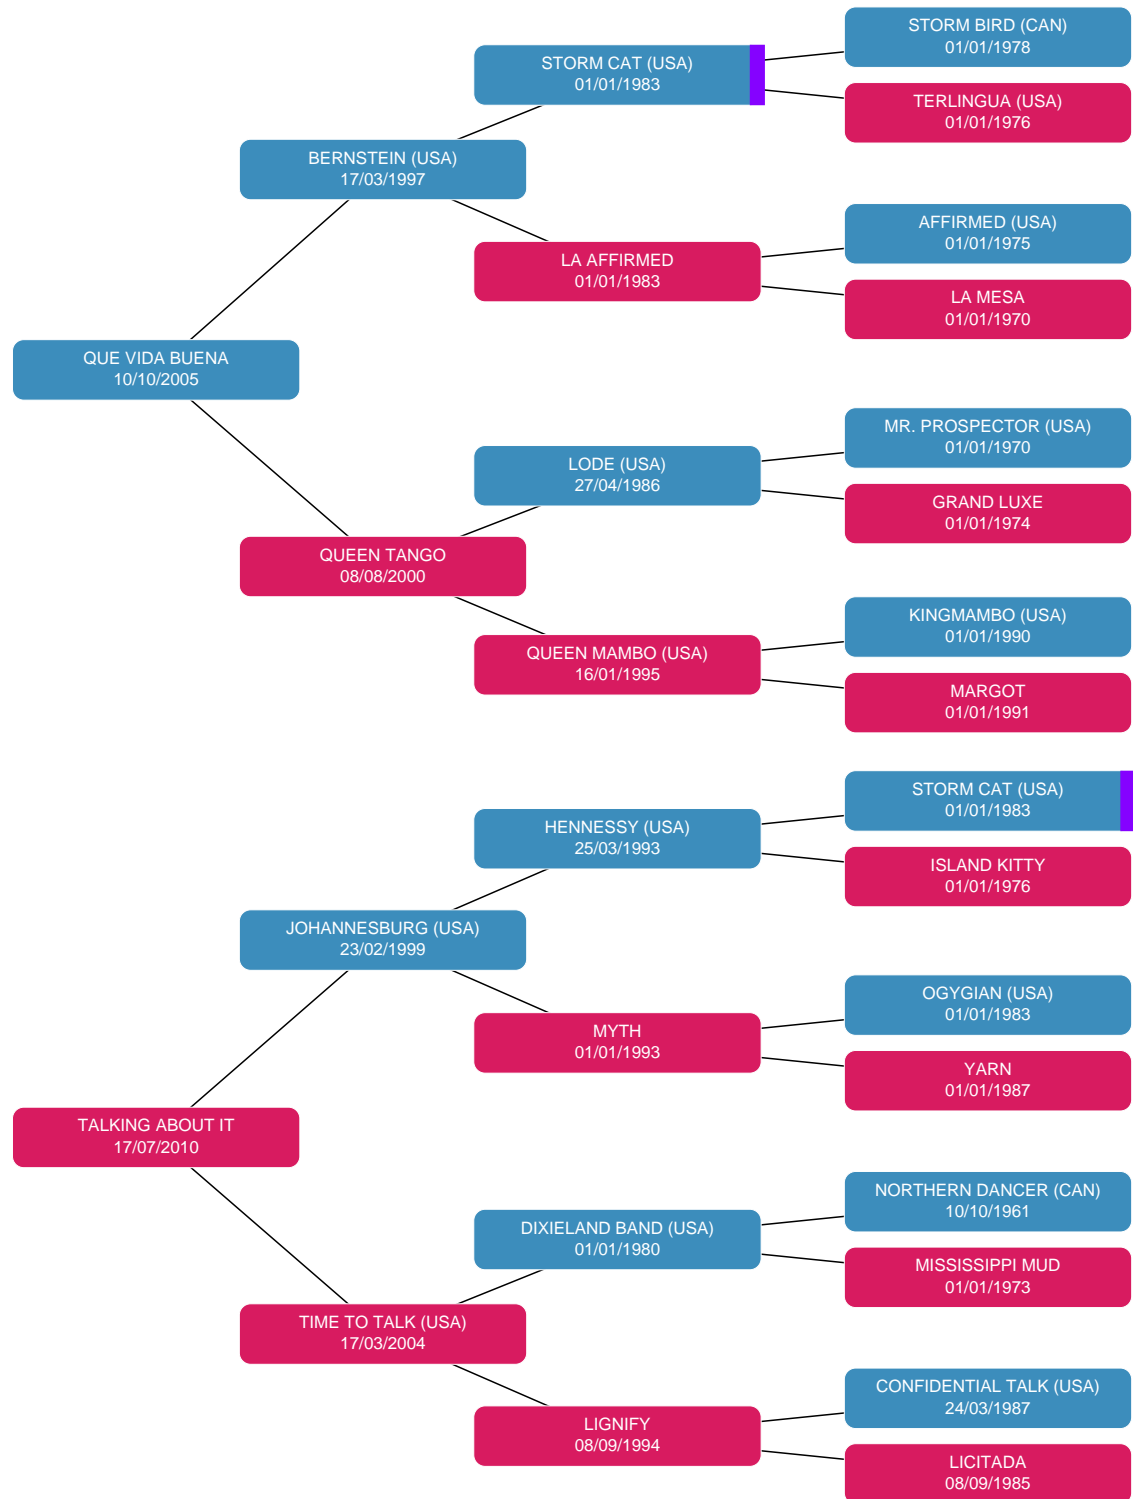 STORM BIRD (CAN)
01/01/1978
STORM CAT (USA)
01/01/1983
TERLINGUA (USA)
01/01/1976
BERNSTEIN (USA)
17/03/1997
AFFIRMED (USA)
01/01/1975
LA AFFIRMED
01/01/1983
LA MESA
01/01/1970
QUE VIDA BUENA
10/10/2005
MR. PROSPECTOR (USA)
01/01/1970
LODE (USA)
27/04/1986
GRAND LUXE
01/01/1974
QUEEN TANGO
08/08/2000
KINGMAMBO (USA)
01/01/1990
QUEEN MAMBO (USA)
16/01/1995
MARGOT
01/01/1991
STORM CAT (USA)
01/01/1983
HENNESSY (USA)
25/03/1993
ISLAND KITTY
01/01/1976
JOHANNESBURG (USA)
23/02/1999
OGYGIAN (USA)
01/01/1983
MYTH
01/01/1993
YARN
01/01/1987
TALKING ABOUT IT
17/07/2010
NORTHERN DANCER (CAN)
10/10/1961
DIXIELAND BAND (USA)
01/01/1980
MISSISSIPPI MUD
01/01/1973
TIME TO TALK (USA)
17/03/2004
CONFIDENTIAL TALK (USA)
24/03/1987
LIGNIFY
08/09/1994
LICITADA
08/09/1985